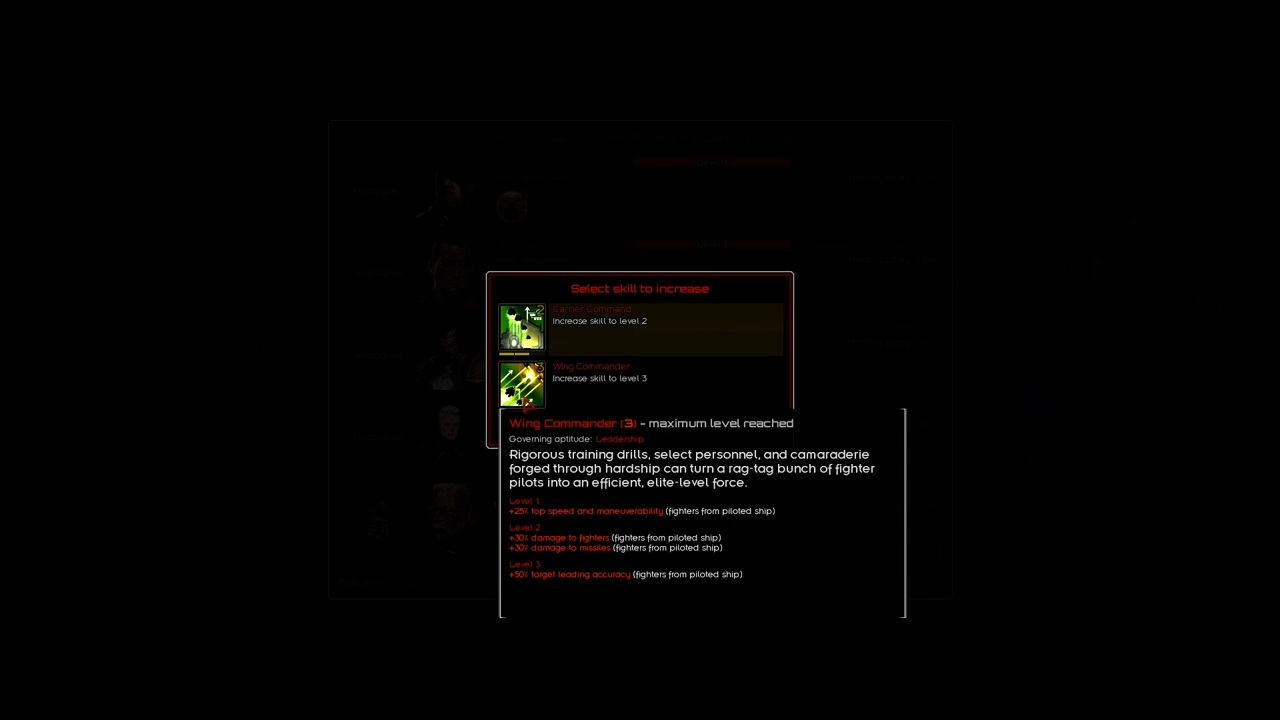 Select skill to increase
2
Carrier Command
Increase skill to level 2
3
Wing Commander
Increase skill to level 3
Wing Commander (3) - maximum level reached
Governing aptitude: Leadership
Rigorous training drills, select personnel, and camaraderie
forged through hardship can turn a rag-tag bunch of fighter
pilots into an efficient, elite-level force.
Level 1
+25% top speed and maneuverability (fighters from piloted ship)
Level 2
+30% damage to fighters (fighters from piloted ship)
+30% damage to missiles (fighters from piloted ship)
Level 3
+50% target leading accuracy (fighters from piloted ship)